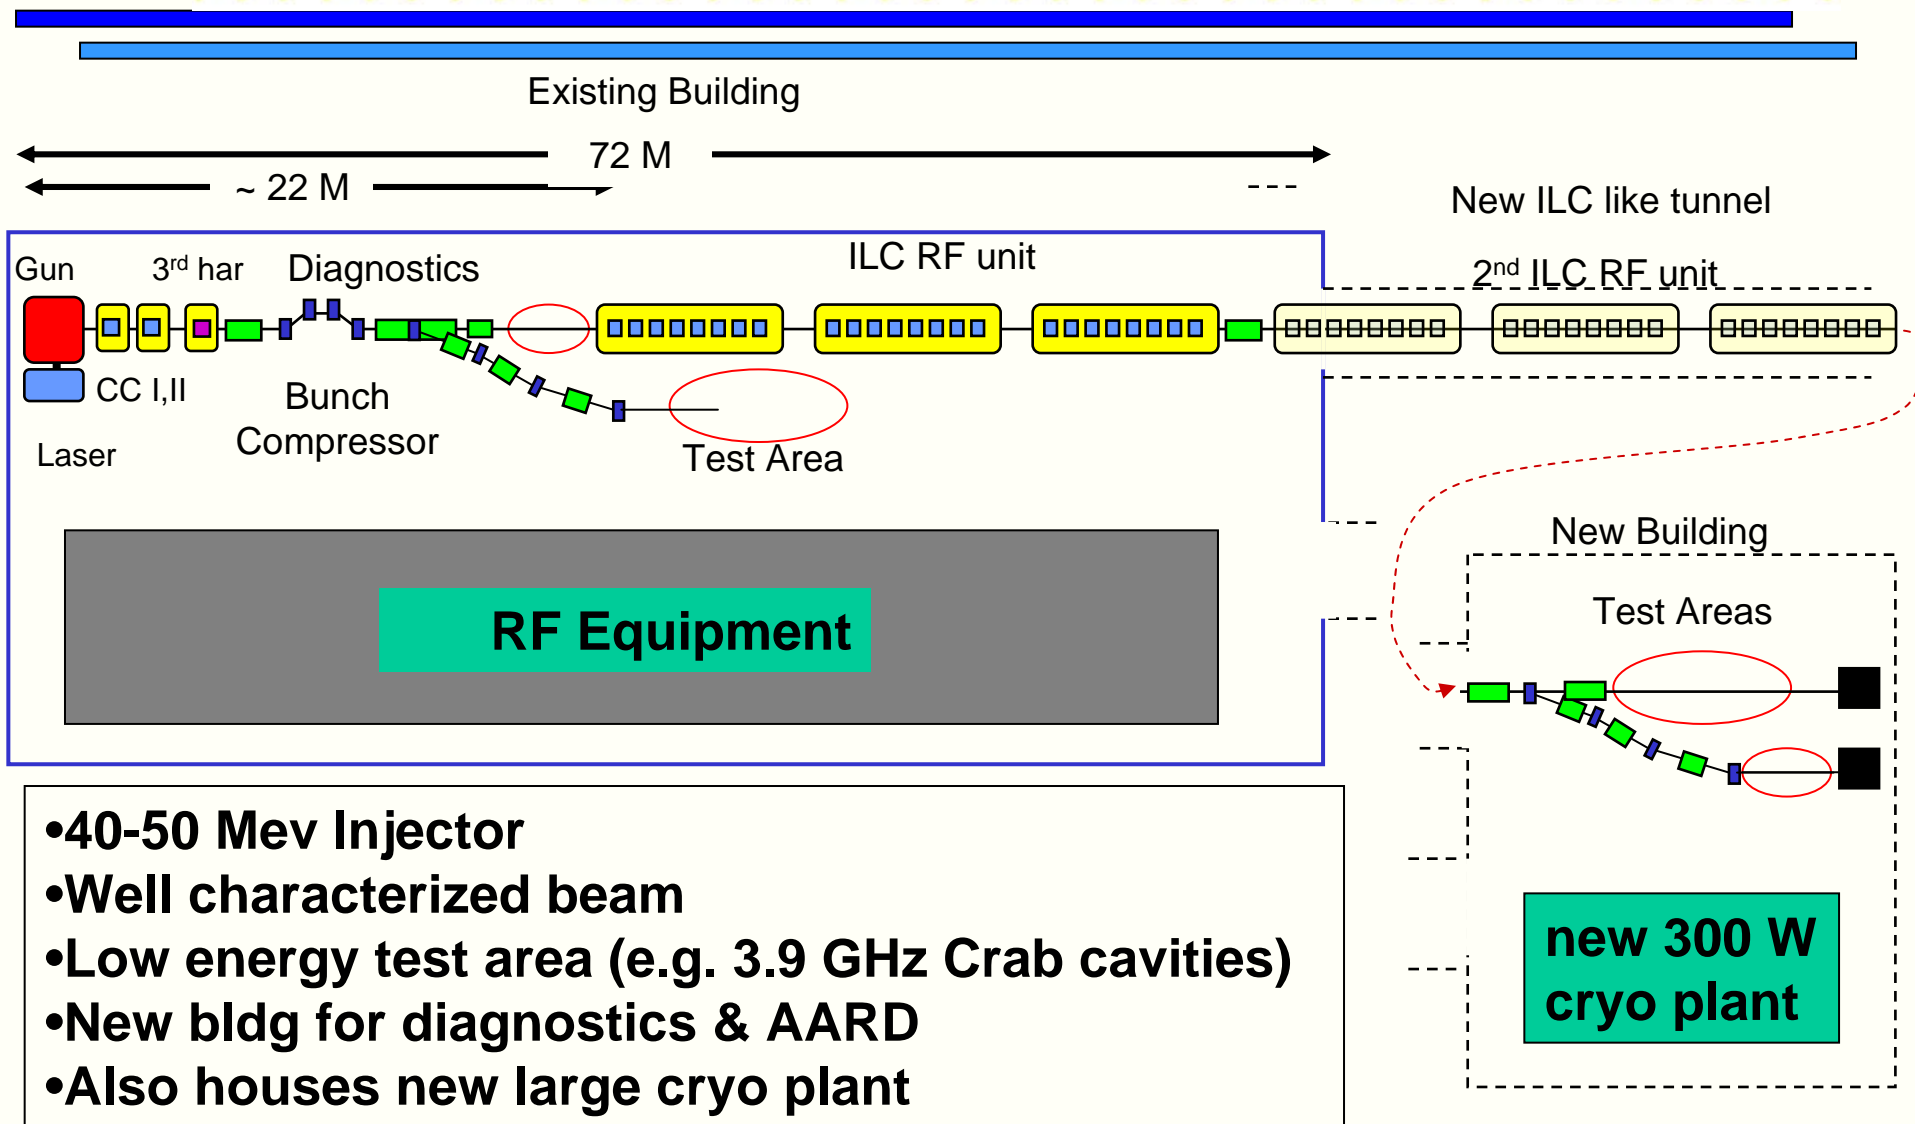 Existing Building
72 M
~ 22 M
New ILC like tunnel
ILC RF unit
Gun
3rd har
Diagnostics
2nd ILC RF unit
CC I,II
Bunch
Compressor
Laser
Test Area
New Building
RF Equipment
Test Areas
•40-50 Mev Injector
•Well characterized beam
•Low energy test area (e.g. 3.9 GHz Crab cavities)
•New bldg for diagnostics & AARD
•Also houses new large cryo plant
new 300 W
cryo plant